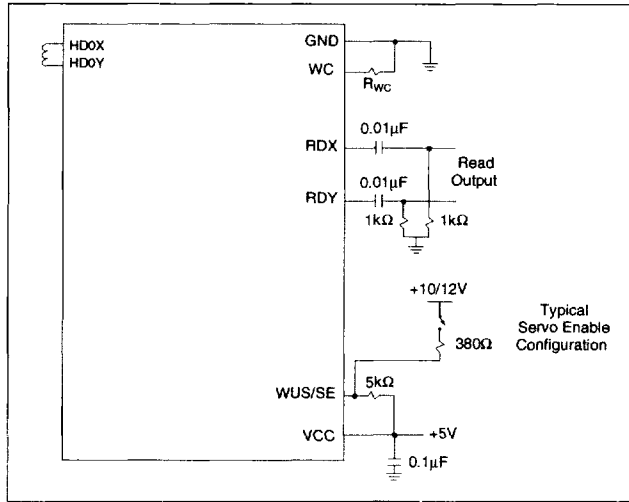 HD0X
HD0Y
GND
WC
RWC
RDX
0.01µF
Read
Output
RDY
0.01µF
1kΩ
1kΩ
+10/12V
Typical
Servo Enable
Configuration
380Ω
WUS/SE
5kΩ
VCC
+5V
0.1µF